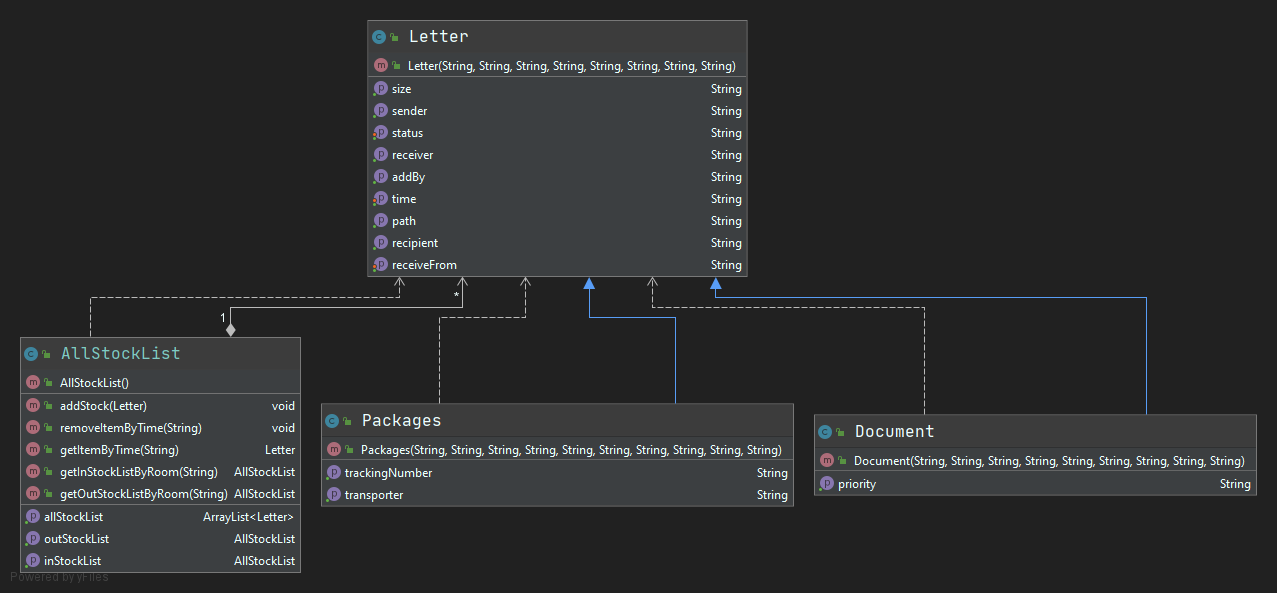 Letter
Letter(String, String, String, String, String, String, String, String)
size String
sender String
status String
receiver String
addBy String
time String
path String
recipient String
receiveFrom String
*
1
AllStockList
AllStockList()
addStock(Letter) void
removeItemByTime(String) void
getItemByTime(String) Letter
getInStockListByRoom(String) AllStockList
getOutStockListByRoom(String) AllStockList
allStockList ArrayList<Letter>
outStockList AllStockList
inStockList AllStockList
Packages
Packages(String, String, String, String, String, String, String, String, String, String)
trackingNumber String
transporter String
Document
Document(String, String, String, String, String, String, String, String, String)
priority String
Powered by yFiles